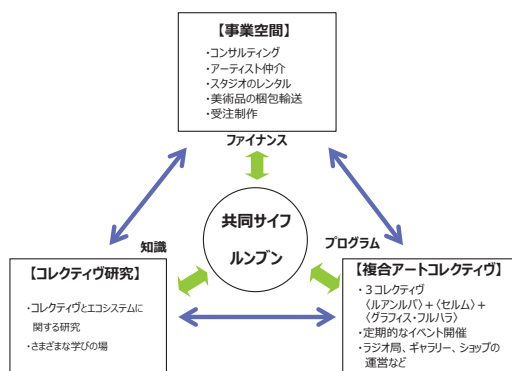 【事業空間】
・コンサルティング
・アーティスト仲介
・スタジオのレンタル
・美術品の梱包輸送
・受注制作
ファイナンス
共同サイフ
ルンブン
知識
プログラム
【コレクティヴ研究】
・コレクティヴとエコシステムに
関する研究
・さまざまな学びの場
【複合アートコレクティヴ】
・３コレクティヴ
〈ルアンルパ〉+〈セルム〉+
〈グラフィス・フルハラ〉
・定期的なイベント開催
・ラジオ局、ギャラリー、ショップの
運営など